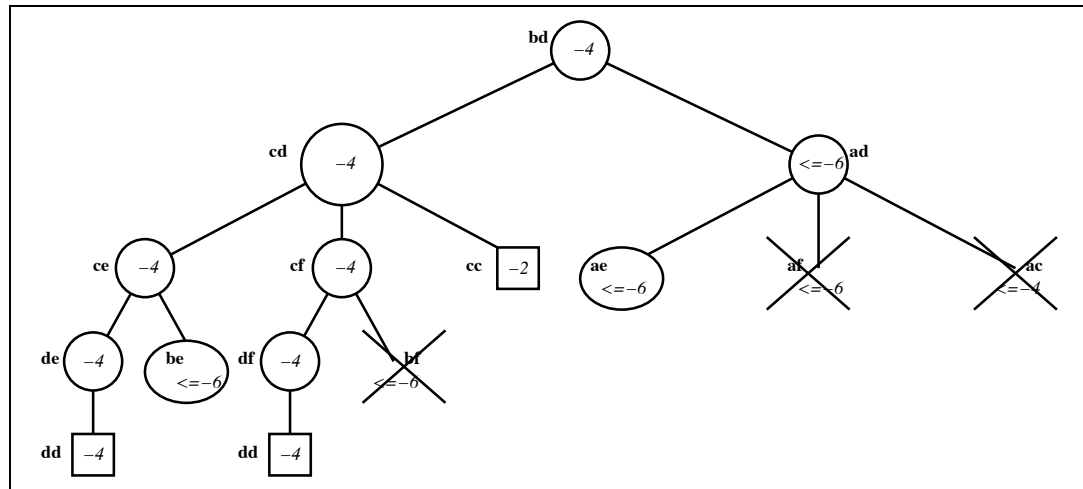 bd −4
cd −4
ad <=−6
ce −4
cf −4
cc −2
ae <=−6
af <=−6
ac <=−4
de −4
be <=−6
df −4
bf <=−6
dd −4
dd −4